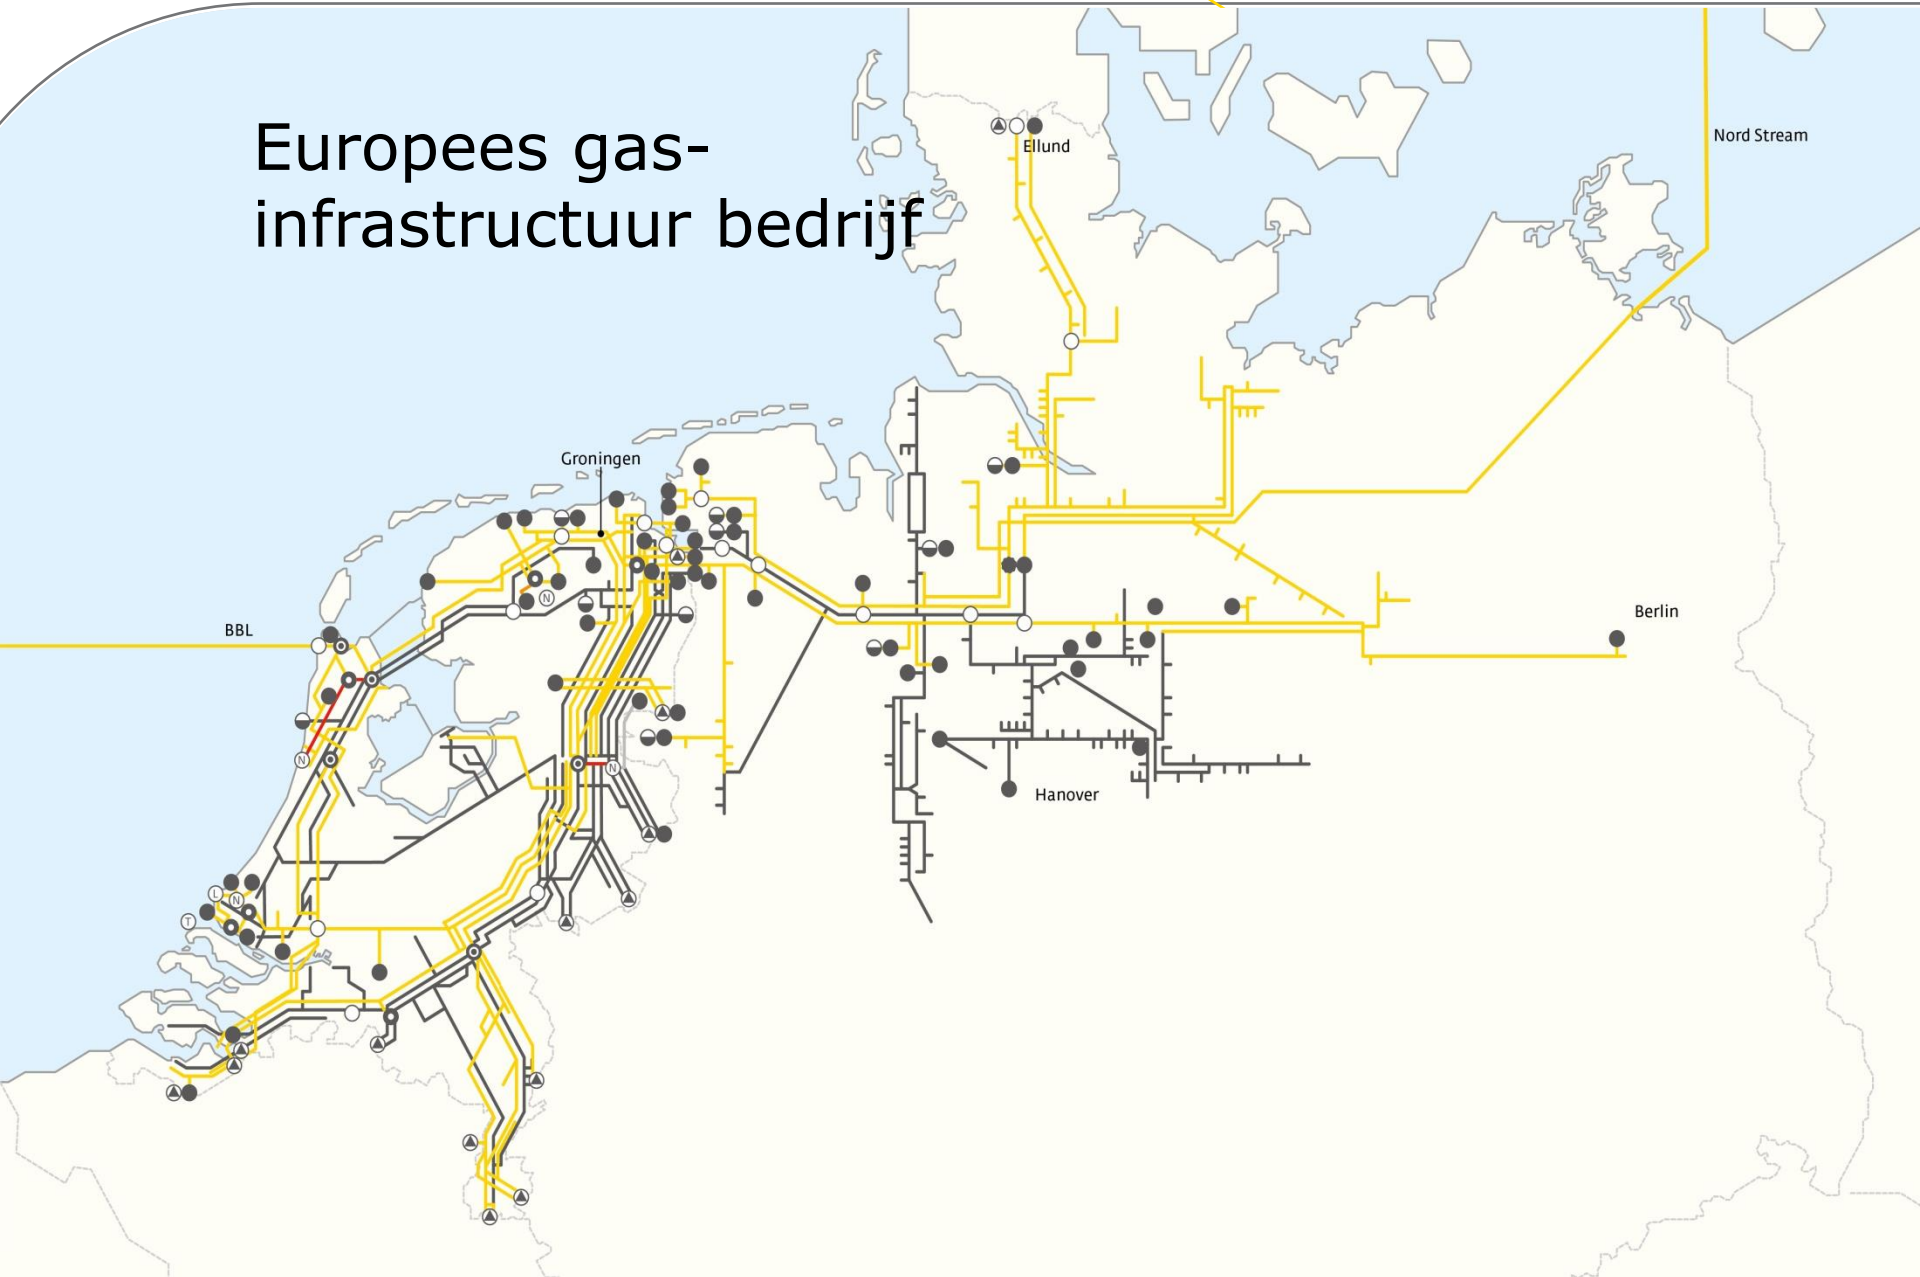 Europees gas-
infrastructuur bedrijf
Ellund
Nord Stream
Groningen
BBL
Berlin
Hanover
N
N
N
L
N
T